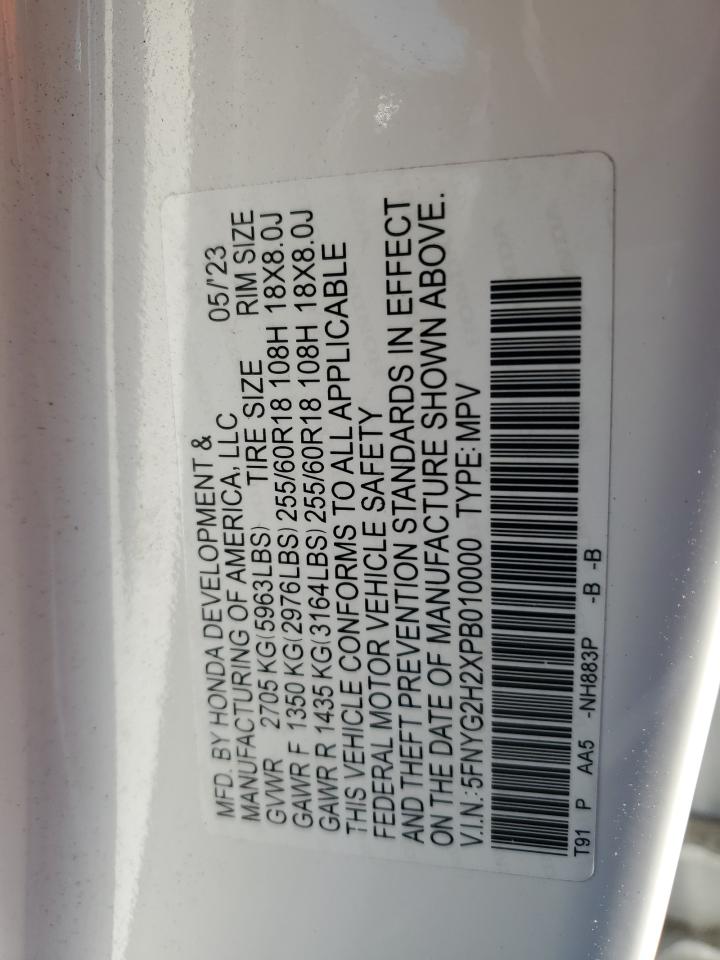 MFD. BY HONDA DEVELOPMENT &
MANUFACTURING OF AMERICA, LLC 05/'23
GVWR 2705 KG(5963LBS) TIRE SIZE RIM SIZE
GAWR F 1350 KG(2976LBS) 255/60R18 108H 18X8.0J
GAWR R 1435 KG(3164LBS) 255/60R18 108H 18X8.0J
THIS VEHICLE CONFORMS TO ALL APPLICABLE
FEDERAL MOTOR VEHICLE SAFETY
AND THEFT PREVENTION STANDARDS IN EFFECT
ON THE DATE OF MANUFACTURE SHOWN ABOVE.
V.I.N.:5FNYG2H2XPB010000 TYPE:MPV
T91 P AA5 -NH883P -B -B